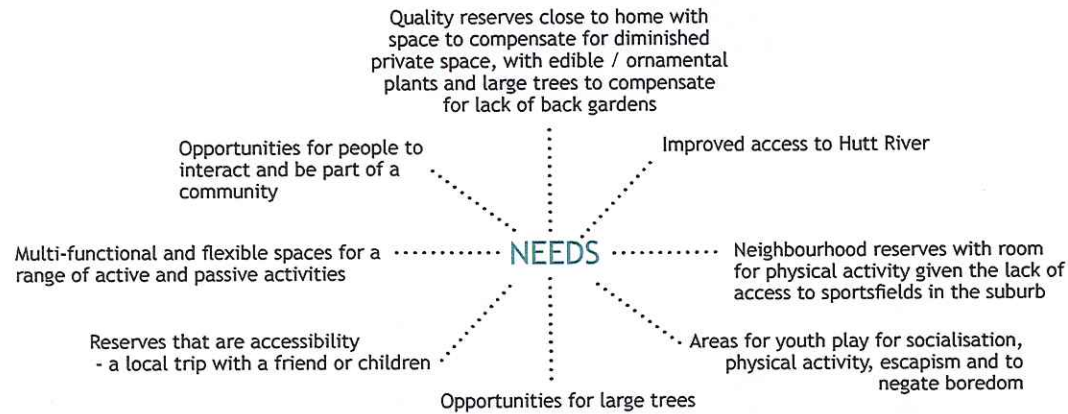 Quality reserves close to home with
space to compensate for diminished
private space, with edible / ornamental
plants and large trees to compensate
for lack of back gardens
Opportunities for people to
interact and be part of a
community
Improved access to Hutt River
Multi-functional and flexible spaces for a
range of active and passive activities
NEEDS
Neighbourhood reserves with room
for physical activity given the lack of
access to sportsfields in the suburb
Reserves that are accessibility
- a local trip with a friend or children
Areas for youth play for socialisation,
physical activity, escapism and to
negate boredom
Opportunities for large trees